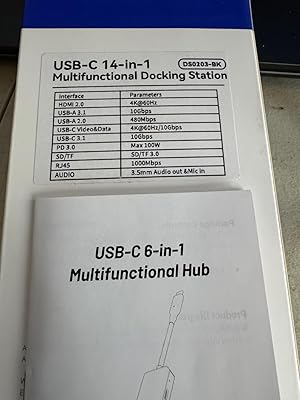 USB-C 14-in-1 DS0203-BK
Multifunctional Docking Station
Interface Parameters
HDMI 2.0 4K@60Hz
USB-A 3.1 10Gbps
USB-A 2.0 480Mbps
USB-C Video&Data 4K@60Hz/10Gbps
USB-C 3.1 10Gbps
PD 3.0 Max 100W
SD/TF SD/TF 3.0
RJ45 1000Mbps
AUDIO 3.5mm Audio out &Mic in
USB-C 6-in-1
Multifunctional Hub